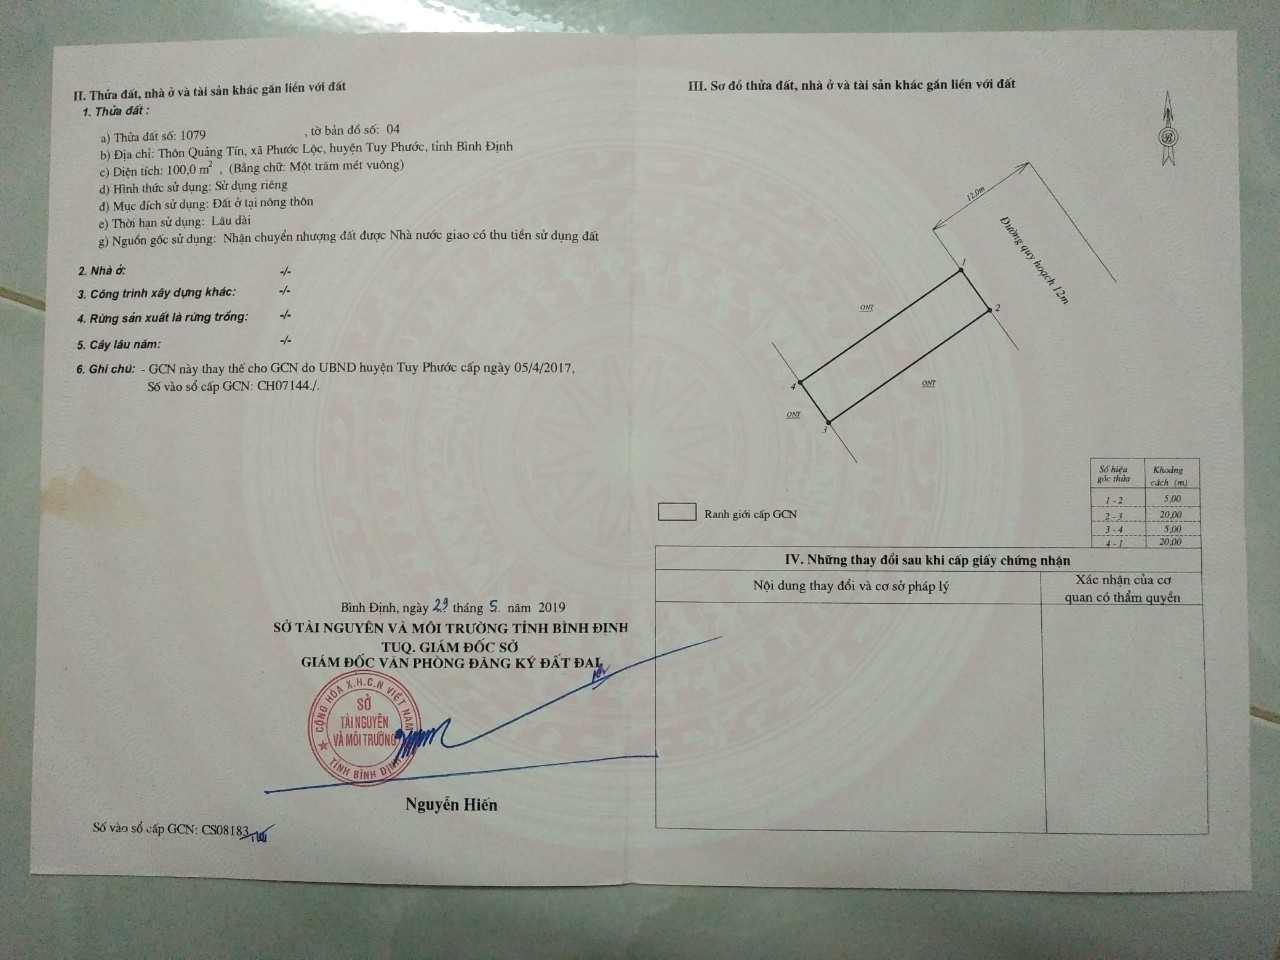 II. Thửa đất, nhà ở và tài sản khác gắn liền với đất
1. Thửa đất :
a) Thửa đất số: 1079 , tờ bản đồ số: 04
b) Địa chỉ: Thôn Quảng Tín, xã Phước Lộc, huyện Tuy Phước, tỉnh Bình Định
c) Diện tích: 100,0 m² , (Bằng chữ: Một trăm mét vuông)
d) Hình thức sử dụng: Sử dụng riêng
đ) Mục đích sử dụng: Đất ở tại nông thôn
e) Thời hạn sử dụng: Lâu dài
g) Nguồn gốc sử dụng: Nhận chuyển nhượng đất được Nhà nước giao có thu tiền sử dụng đất
2. Nhà ở: -/-
3. Công trình xây dựng khác: -/-
4. Rừng sản xuất là rừng trồng: -/-
5. Cây lâu năm: -/-
6. Ghi chú: - GCN này thay thế cho GCN do UBND huyện Tuy Phước cấp ngày 05/4/2017,
Số vào sổ cấp GCN: CH07144./.
Bình Định, ngày 29 tháng 5 năm 2019
SỞ TÀI NGUYÊN VÀ MÔI TRƯỜNG TỈNH BÌNH ĐỊNH
TUQ. GIÁM ĐỐC SỞ
GIÁM ĐỐC VĂN PHÒNG ĐĂNG KÝ ĐẤT ĐAI
CỘNG HÒA X.H.C.N VIỆT NAM
SỞ
TÀI NGUYÊN
VÀ MÔI TRƯỜNG
TỈNH BÌNH ĐỊNH
Nguyễn Hiến
Số vào sổ cấp GCN: CS08183
III. Sơ đồ thửa đất, nhà ở và tài sản khác gắn liền với đất
B
12.0m
Đường quy hoạch 12m
1
2
ONT
ONT
4
ONT
3
Số hiệu góc thửa Khoảng cách (m)
1 - 2 5,00
2 - 3 20,00
3 - 4 5,00
4 - 1 20,00
Ranh giới cấp GCN
IV. Những thay đổi sau khi cấp giấy chứng nhận
Nội dung thay đổi và cơ sở pháp lý
Xác nhận của cơ
quan có thẩm quyền